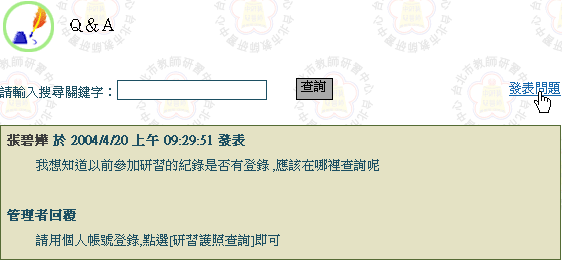 Q & A
請輸入搜尋關鍵字： 查詢 發表問題
張碧嬅 於 2004/4/20 上午 09:29:51 發表
我想知道以前參加研習的紀錄是否有登錄 ,應該在哪裡查詢呢
管理者回覆
請用個人帳號登錄,點選[研習護照查詢]即可